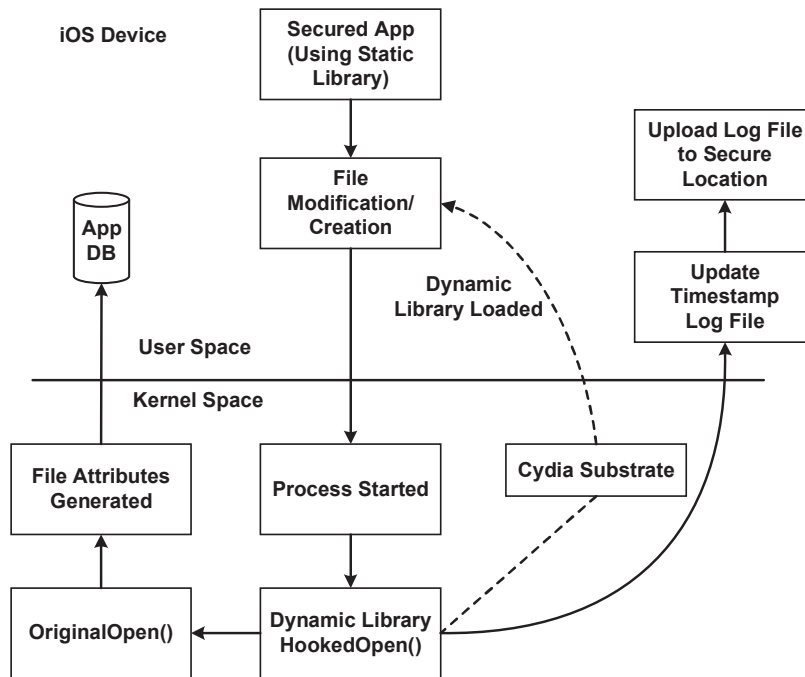 iOS Device
Secured App
(Using Static
Library)
Upload Log File
to Secure
Location
File
Modification/
Creation
App
DB
Dynamic
Library Loaded
Update
Timestamp
Log File
User Space
Kernel Space
File Attributes
Generated
Process Started
Cydia Substrate
OriginalOpen()
Dynamic Library
HookedOpen()